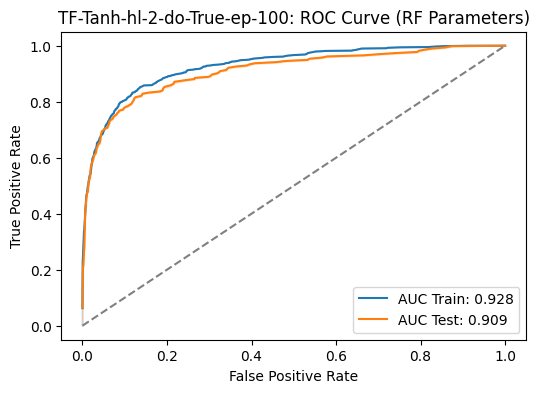 TF-Tanh-hl-2-do-True-ep-100: ROC Curve (RF Parameters)
True Positive Rate
1.0
0.8
0.6
0.4
0.2
0.0
AUC Train: 0.928
AUC Test: 0.909
0.0 0.2 0.4 0.6 0.8 1.0
False Positive Rate